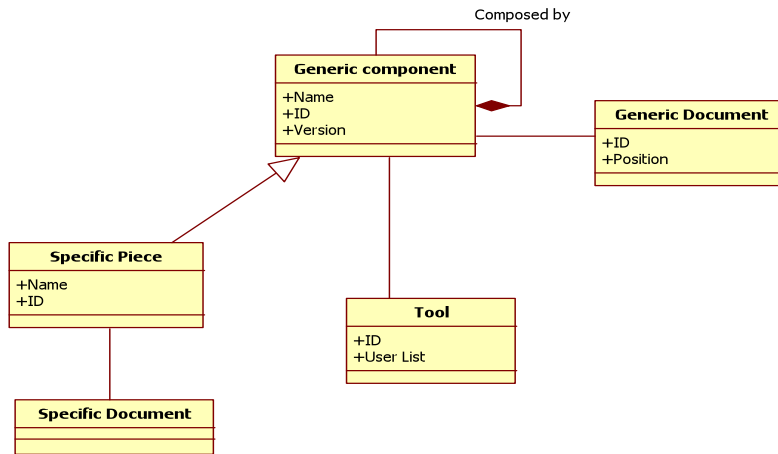 Composed by
Generic component
+Name
+ID
+Version
Generic Document
+ID
+Position
Specific Piece
+Name
+ID
Tool
+ID
+User List
Specific Document